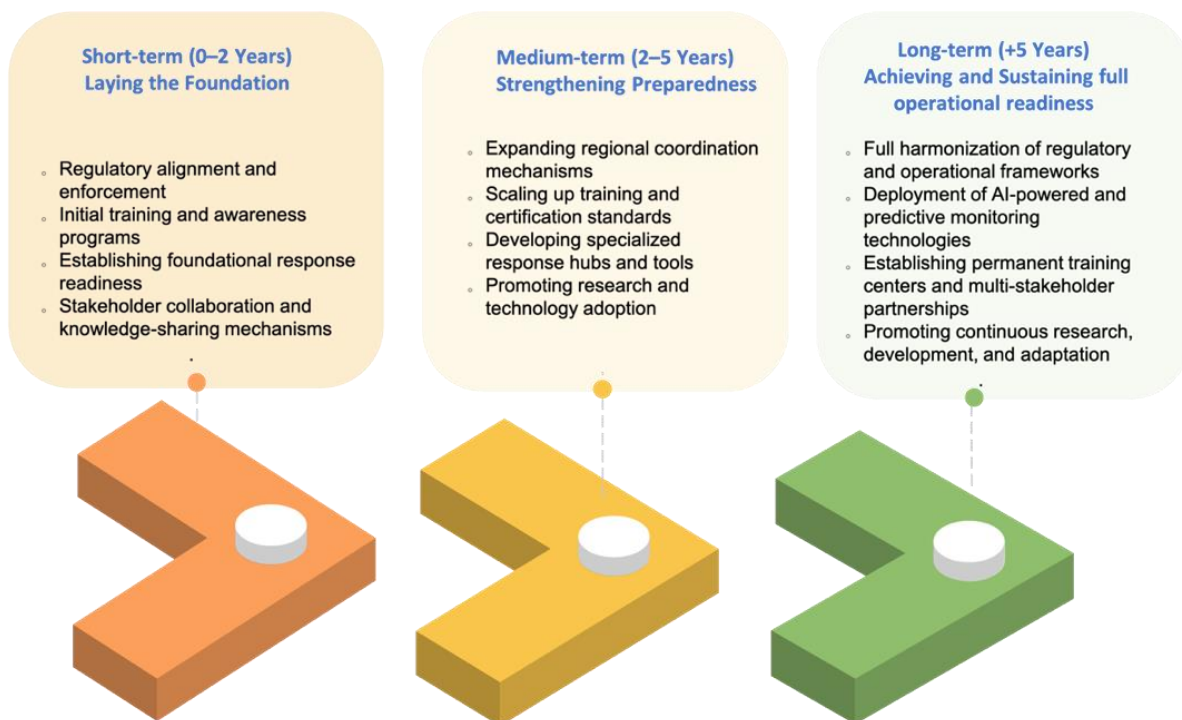 Short-term (0–2 Years)
Laying the Foundation
Regulatory alignment and
enforcement
Initial training and awareness
programs
Establishing foundational response
readiness
Stakeholder collaboration and
knowledge-sharing mechanisms
.
Medium-term (2–5 Years)
Strengthening Preparedness
Expanding regional coordination
mechanisms
Scaling up training and
certification standards
Developing specialized
response hubs and tools
Promoting research and
technology adoption
Long-term (+5 Years)
Achieving and Sustaining full
operational readiness
Full harmonization of regulatory
and operational frameworks
Deployment of AI-powered and
predictive monitoring
technologies
Establishing permanent training
centers and multi-stakeholder
partnerships
Promoting continuous research,
development, and adaptation
.